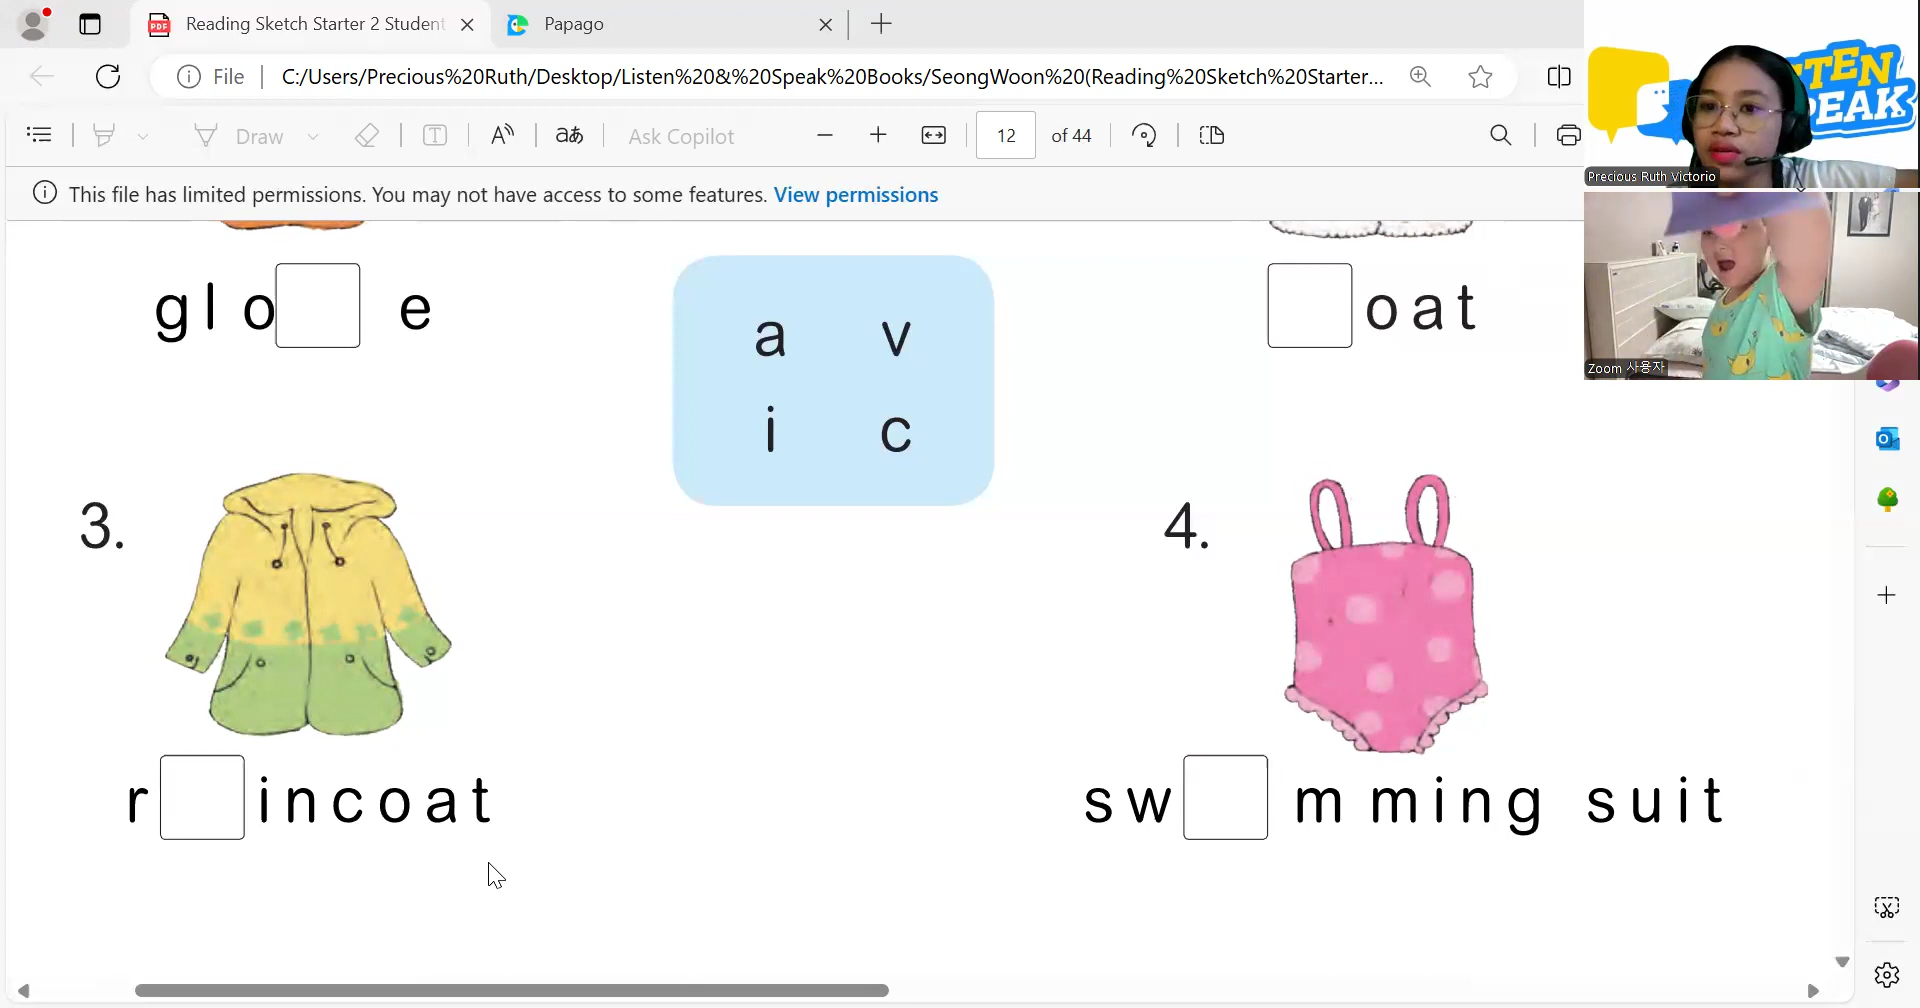 Reading Sketch Starter 2 Student
Papago
File
C:/Users/Precious%20Ruth/Desktop/Listen%20&%20Speak%20Books/SeongWoon%20(Reading%20Sketch%20Starter...
Draw
Ask Copilot
12 of 44
This file has limited permissions. You may not have access to some features. View permissions
Precious Ruth Victorio
Zoom 사용자
glo e
oat
a v
i c
3.
4.
r incoat
sw mming suit